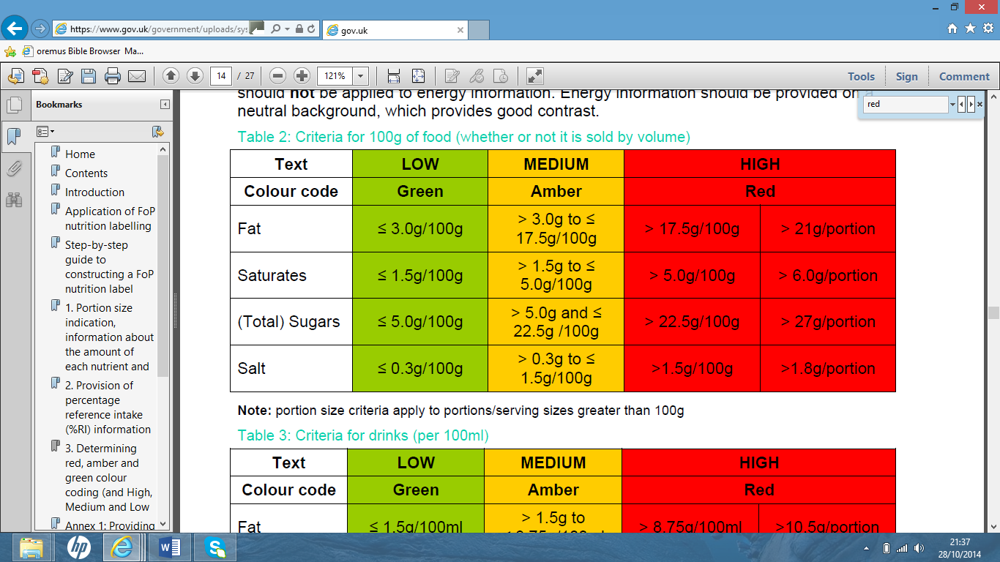 https://www.gov.uk/government/uploads/sys
gov.uk
oremus Bible Browser Ma...
14 / 27
121%
Tools Sign Comment
Bookmarks
Home
Contents
Introduction
Application of FoP
nutrition labelling
Step-by-step
guide to
constructing a FoP
nutrition label
1. Portion size
indication,
information about
the amount of
each nutrient and
2. Provision of
percentage
reference intake
(%RI) information
3. Determining
red, amber and
green colour
coding (and High,
Medium and Low
Annex 1: Providing
red
should not be applied to energy information. Energy information should be provided on a
neutral background, which provides good contrast.
Table 2: Criteria for 100g of food (whether or not it is sold by volume)
Text LOW MEDIUM HIGH
Colour code Green Amber Red
Fat ≤ 3.0g/100g > 3.0g to ≤ 17.5g/100g > 17.5g/100g > 21g/portion
Saturates ≤ 1.5g/100g > 1.5g to ≤ 5.0g/100g > 5.0g/100g > 6.0g/portion
(Total) Sugars ≤ 5.0g/100g > 5.0g and ≤ 22.5g /100g > 22.5g/100g > 27g/portion
Salt ≤ 0.3g/100g > 0.3g to ≤ 1.5g/100g >1.5g/100g >1.8g/portion
Note: portion size criteria apply to portions/serving sizes greater than 100g
Table 3: Criteria for drinks (per 100ml)
Text LOW MEDIUM HIGH
Colour code Green Amber Red
Fat ≤ 1.5g/100ml > 1.5g to > 8.75g/100ml >10.5g/portion
hp
21:37
28/10/2014